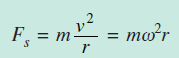 Fₛ = m v²/r = mω²r